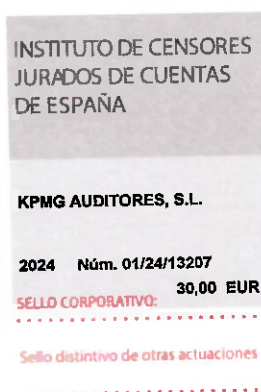 INSTITUTO DE CENSORES
JURADOS DE CUENTAS
DE ESPAÑA
KPMG AUDITORES, S.L.
2024 Núm. 01/24/13207
30,00 EUR
SELLO CORPORATIVO:
Sello distintivo de otras actuaciones